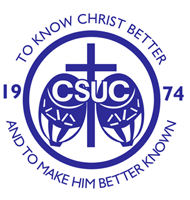 TO KNOW CHRIST BETTER
19 CSUC 74
AND TO MAKE HIM BETTER KNOWN